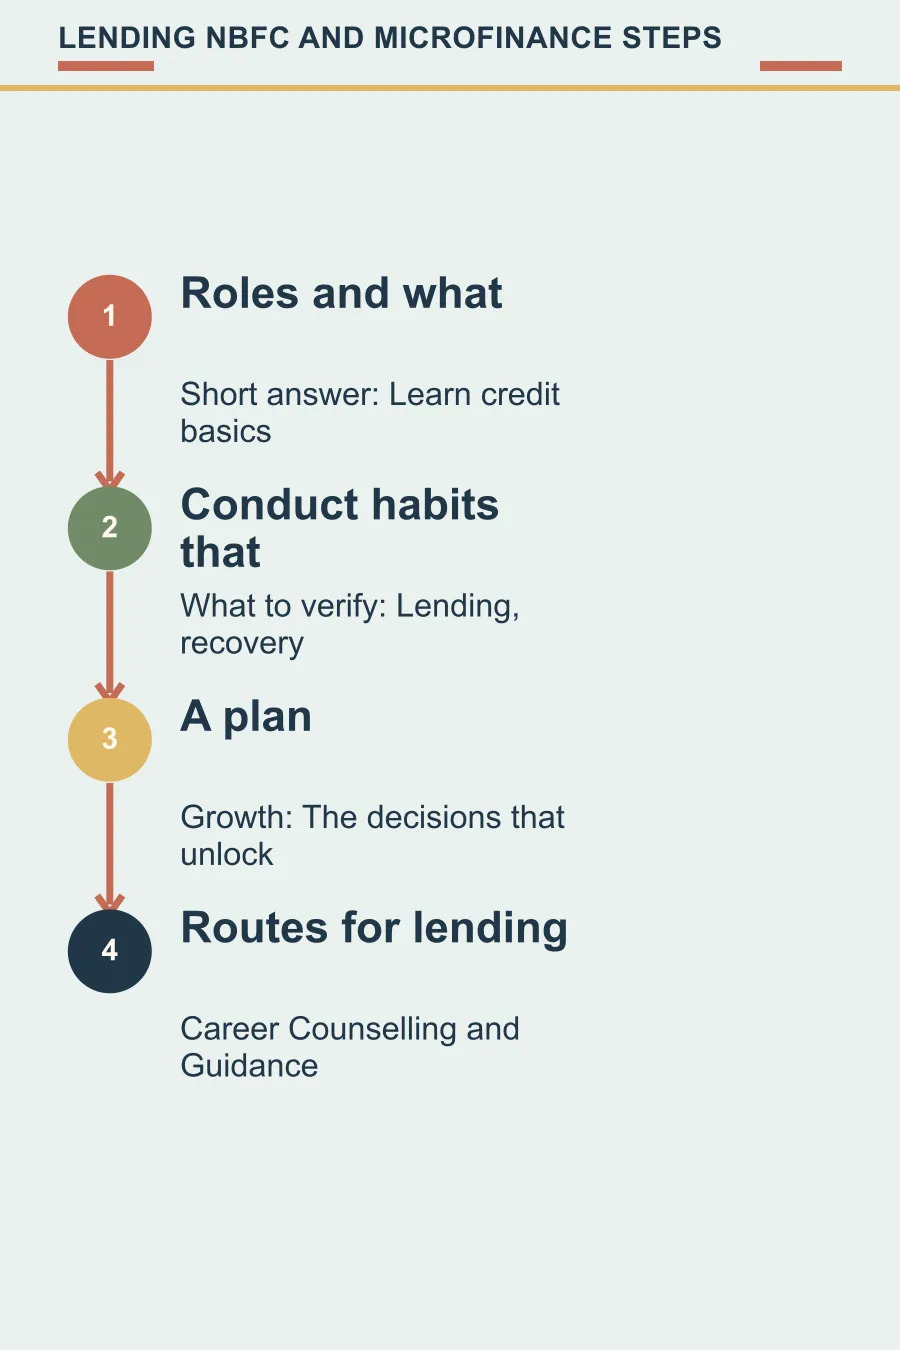 LENDING NBFC AND MICROFINANCE STEPS
1
Roles and what
Short answer: Learn credit
basics
2
Conduct habits
that
What to verify: Lending,
recovery
3
A plan
Growth: The decisions that
unlock
4
Routes for lending
Career Counselling and
Guidance